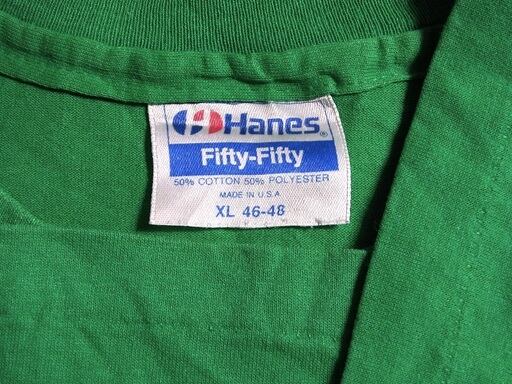 Hanes®
Fifty-Fifty
50% COTTON 50% POLYESTER
MADE IN U.S.A
XL 46-48